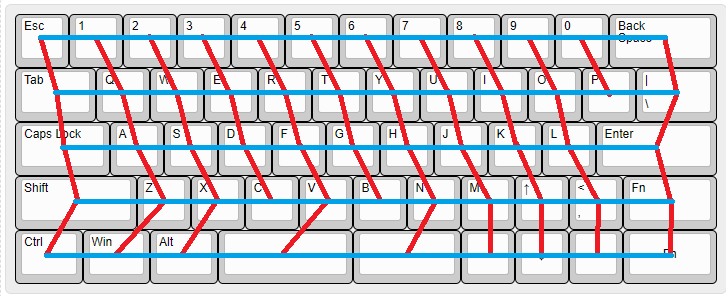 Esc 1 2 3 4 5 6 7 8 9 0 Back
Space
Tab Q W E R T Y U I O P |
\
Caps Lock A S D F G H J K L Enter
Shift Z X C V B N M ↑ < Fn
,
Ctrl Win Alt Fn